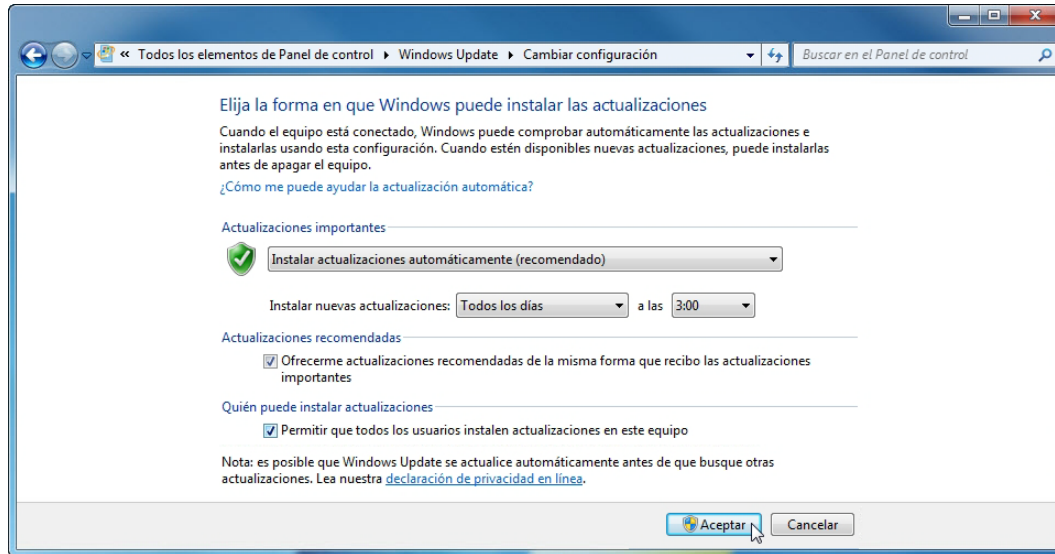 « Todos los elementos de Panel de control ▸ Windows Update ▸ Cambiar configuración
Buscar en el Panel de control
Elija la forma en que Windows puede instalar las actualizaciones
Cuando el equipo está conectado, Windows puede comprobar automáticamente las actualizaciones e
instalarlas usando esta configuración. Cuando estén disponibles nuevas actualizaciones, puede instalarlas
antes de apagar el equipo.
¿Cómo me puede ayudar la actualización automática?
Actualizaciones importantes
Instalar actualizaciones automáticamente (recomendado)
Instalar nuevas actualizaciones: Todos los días a las 3:00
Actualizaciones recomendadas
Ofrecerme actualizaciones recomendadas de la misma forma que recibo las actualizaciones
importantes
Quién puede instalar actualizaciones
Permitir que todos los usuarios instalen actualizaciones en este equipo
Nota: es posible que Windows Update se actualice automáticamente antes de que busque otras
actualizaciones. Lea nuestra declaración de privacidad en línea.
Aceptar Cancelar